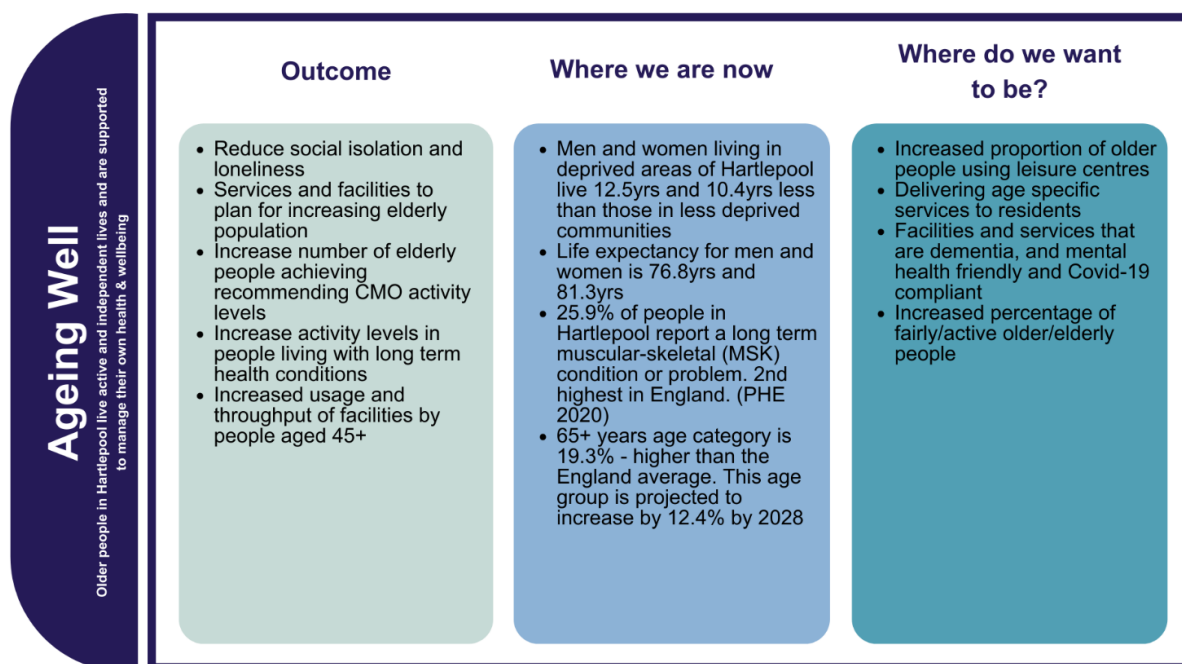 Ageing Well
Older people in Hartlepool live active and independent lives and are supported
to manage their own health & wellbeing
Outcome
• Reduce social isolation and
loneliness
• Services and facilities to
plan for increasing elderly
population
• Increase number of elderly
people achieving
recommending CMO activity
levels
• Increase activity levels in
people living with long term
health conditions
• Increased usage and
throughput of facilities by
people aged 45+
Where we are now
• Men and women living in
deprived areas of Hartlepool
live 12.5yrs and 10.4yrs less
than those in less deprived
communities
• Life expectancy for men and
women is 76.8yrs and
81.3yrs
• 25.9% of people in
Hartlepool report a long term
muscular-skeletal (MSK)
condition or problem. 2nd
highest in England. (PHE
2020)
• 65+ years age category is
19.3% - higher than the
England average. This age
group is projected to
increase by 12.4% by 2028
Where do we want
to be?
• Increased proportion of older
people using leisure centres
• Delivering age specific
services to residents
• Facilities and services that
are dementia, and mental
health friendly and Covid-19
compliant
• Increased percentage of
fairly/active older/elderly
people